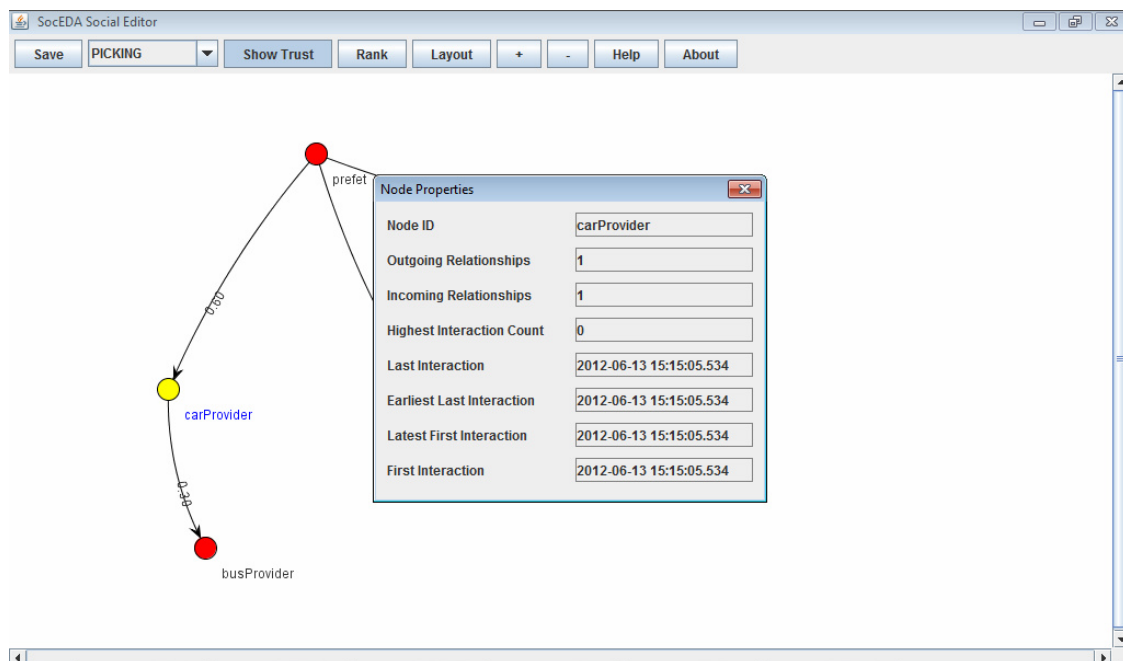 SocEDA Social Editor
Save PICKING Show Trust Rank Layout + - Help About
prefet
Node Properties
Node ID carProvider
Outgoing Relationships 1
Incoming Relationships 1
Highest Interaction Count 0
Last Interaction 2012-06-13 15:15:05.534
Earliest Last Interaction 2012-06-13 15:15:05.534
Latest First Interaction 2012-06-13 15:15:05.534
First Interaction 2012-06-13 15:15:05.534
0.60
carProvider
0.30
busProvider